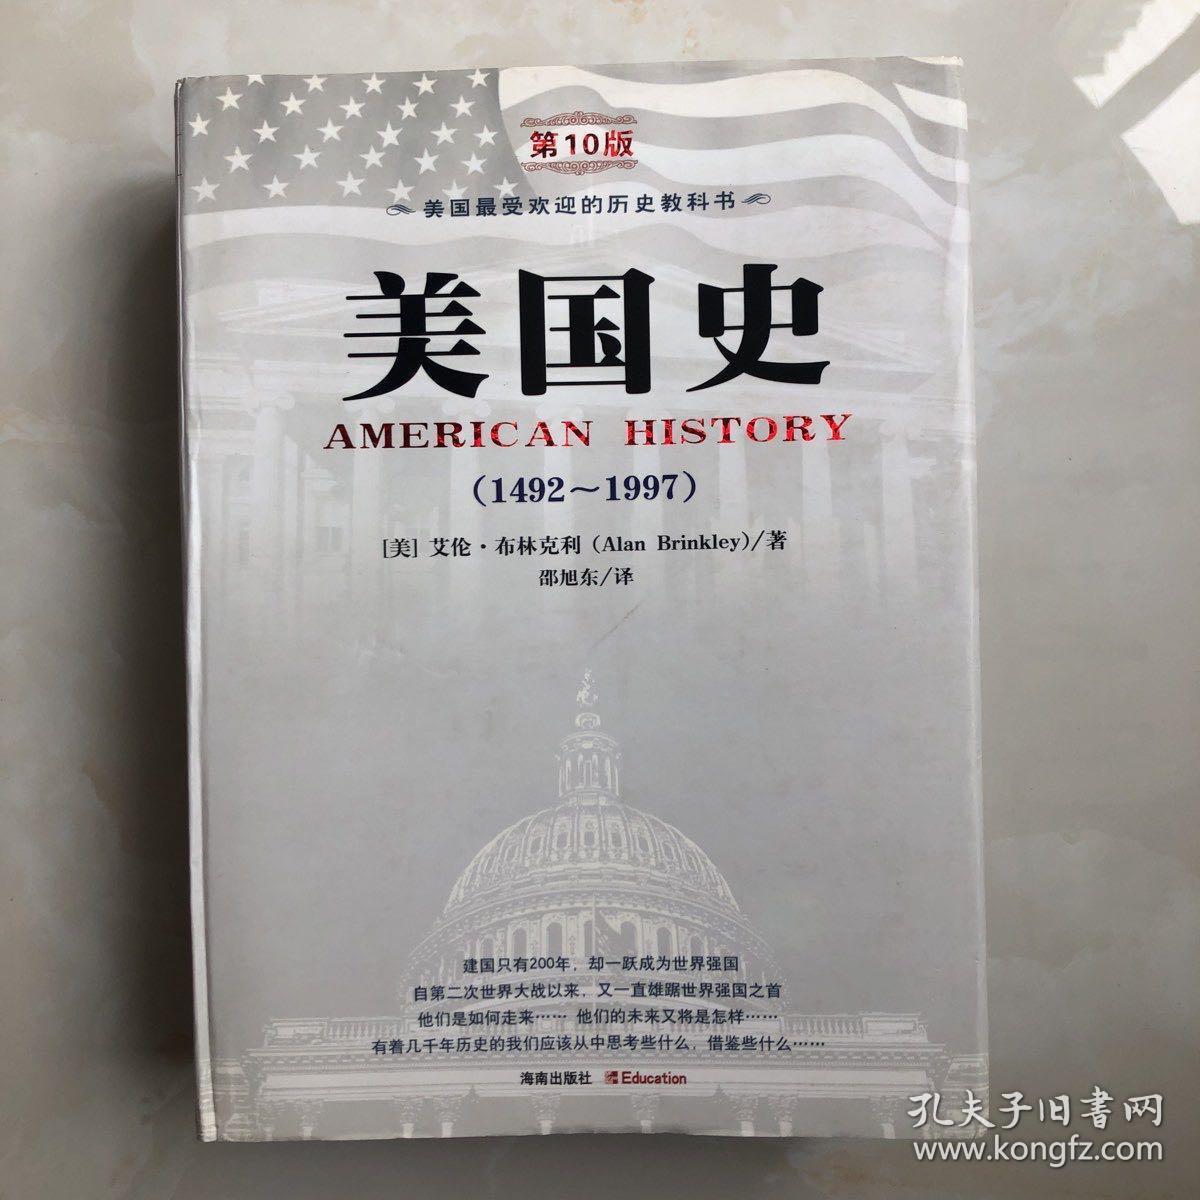 第10版
美国最受欢迎的历史教科书
美国史
AMERICAN HISTORY
（1492～1997）
[美] 艾伦·布林克利（Alan Brinkley）/著
邵旭东/译
建国只有200年，却一跃成为世界强国
自第二次世界大战以来，又一直雄踞世界强国之首
他们是如何走来…… 他们的未来又将是怎样……
有着几千年历史的我们应该从中思考些什么，借鉴些什么……
海南出版社 Education
孔夫子旧書网
www.kongfz.com